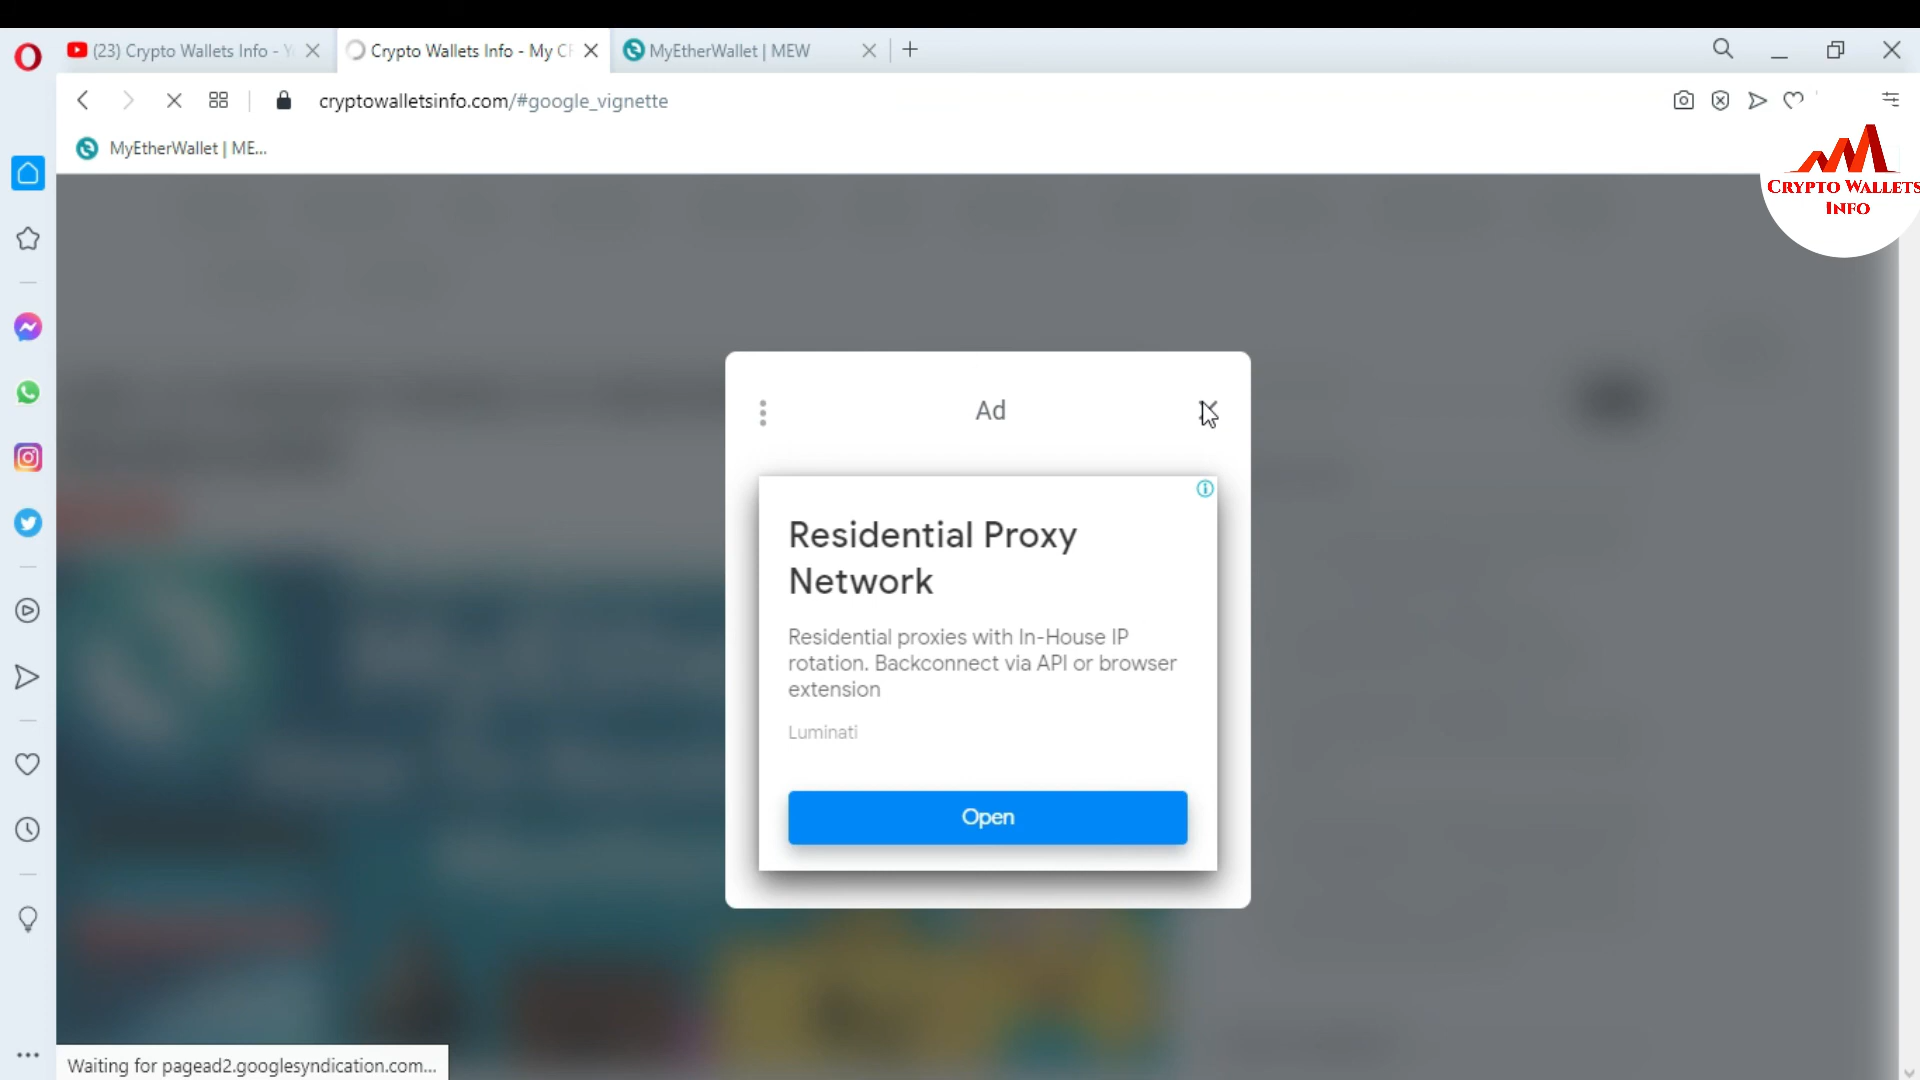 (23) Crypto Wallets Info - Y
Crypto Wallets Info - My C
MyEtherWallet | MEW
cryptowalletsinfo.com/#google_vignette
MyEtherWallet | ME...
CRYPTO WALLETS
INFO
Ad
Residential Proxy
Network
Residential proxies with In-House IP
rotation. Backconnect via API or browser
extension
Luminati
Open
Waiting for pagead2.googlesyndication.com...